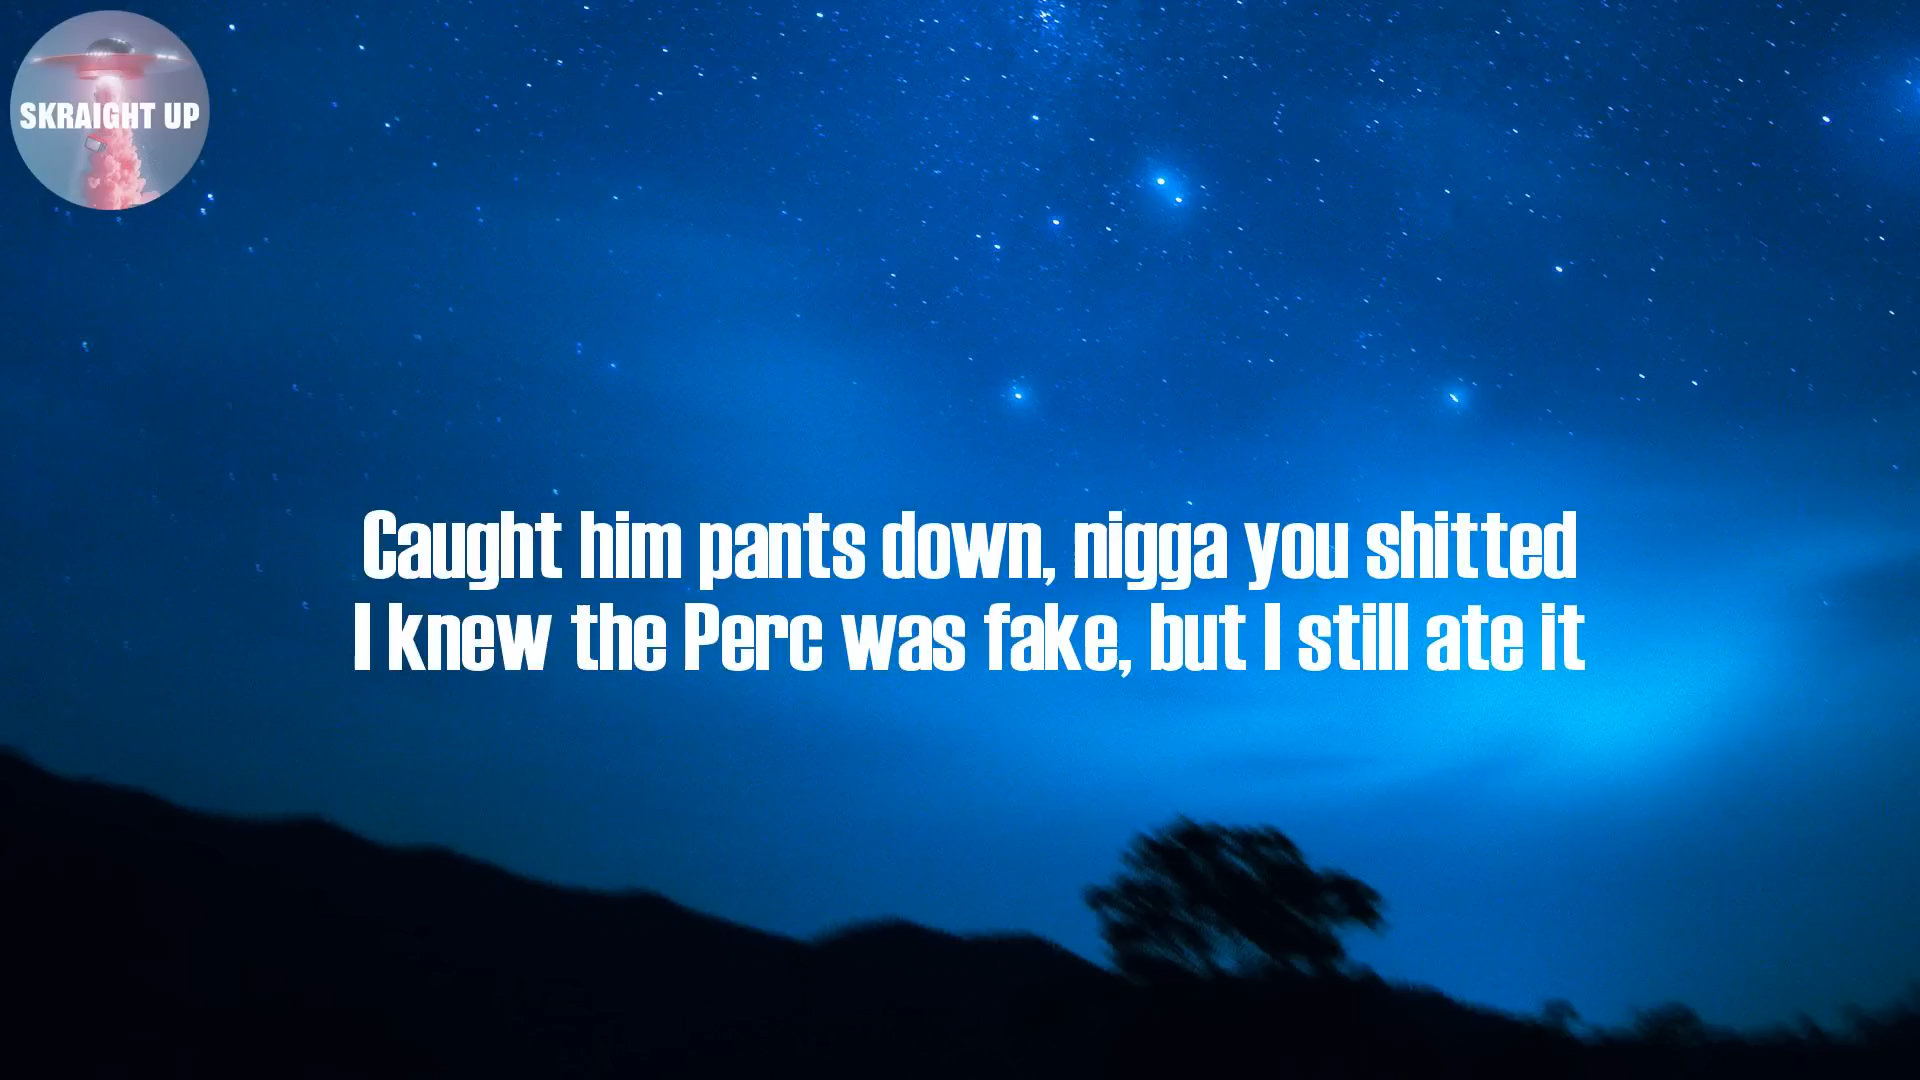 SKRAIGHT UP
Caught him pants down, nigga you shitted
I knew the Perc was fake, but I still ate it